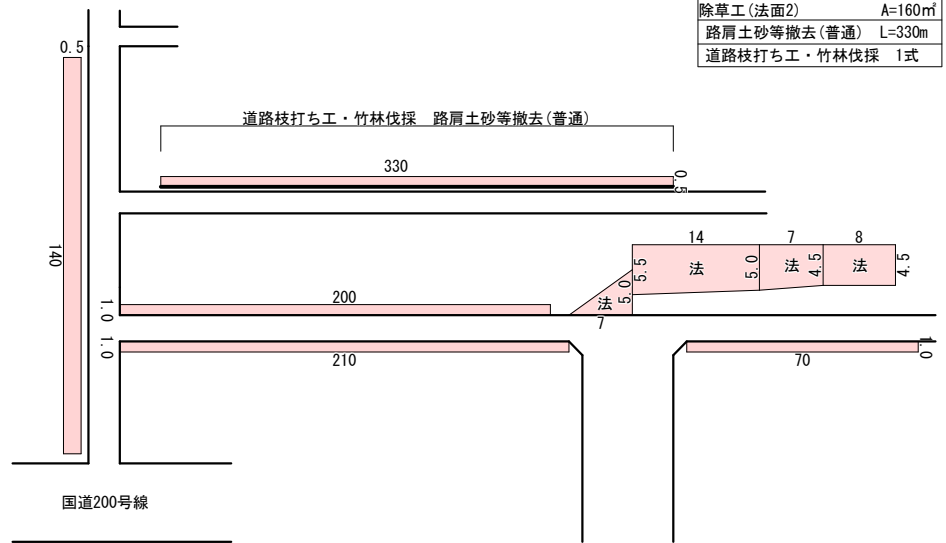 除草工(法面2) A=160㎡
路肩土砂等撤去(普通) L=330m
道路枝打ち工・竹林伐採 1式
0.5
道路枝打ち工・竹林伐採 路肩土砂等撤去(普通)
330
0.5
140
14
7
8
法
法
法
5.5
5.0
4.5
4.5
200
法
5.0
7
1.0
1.0
210
70
1.0
国道200号線